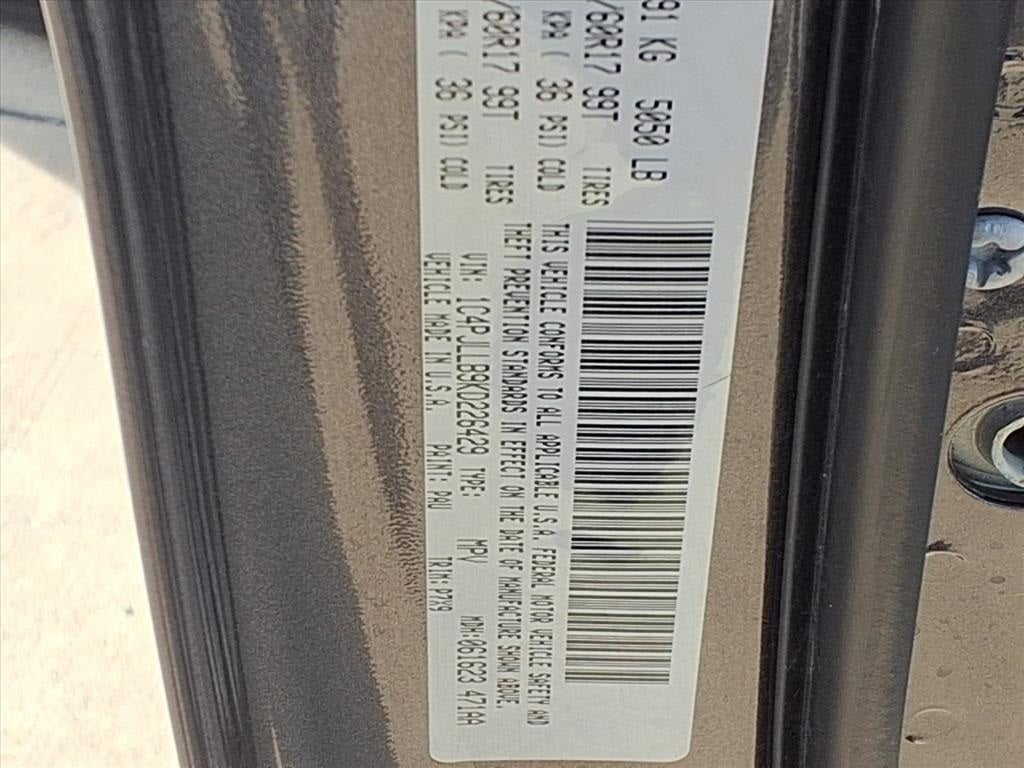 91 KG 5050 LB
/60R17 99T TIRES
KPA ( 36 PSI) COLD
/60R17 99T TIRES
KPA ( 36 PSI) COLD
THIS VEHICLE CONFORMS TO ALL APPLICABLE U.S.A. FEDERAL MOTOR VEHICLE SAFETY AND
THEFT PREVENTION STANDARDS IN EFFECT ON THE DATE OF MANUFACTURE SHOWN ABOVE.
VIN: 1C4PJLLB9KD226429 TYPE: MPV MDH:061623 471AA
VEHICLE MADE IN U.S.A. PAINT: PAU TRM: P7X9